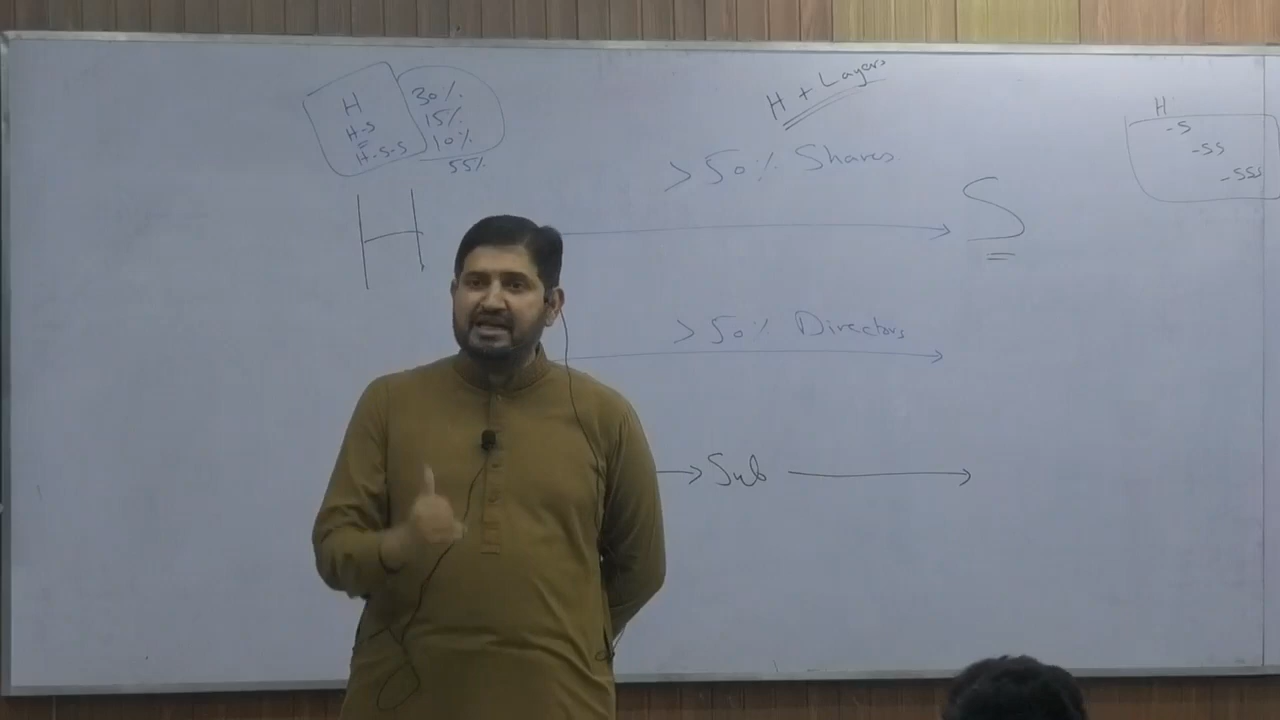 H
H-S
H-S-S
30%
15%
10%
55%
H + Layers
> 50% Shares
H
S
> 50% Directors
Sub
H
-S
-SS
-SSS